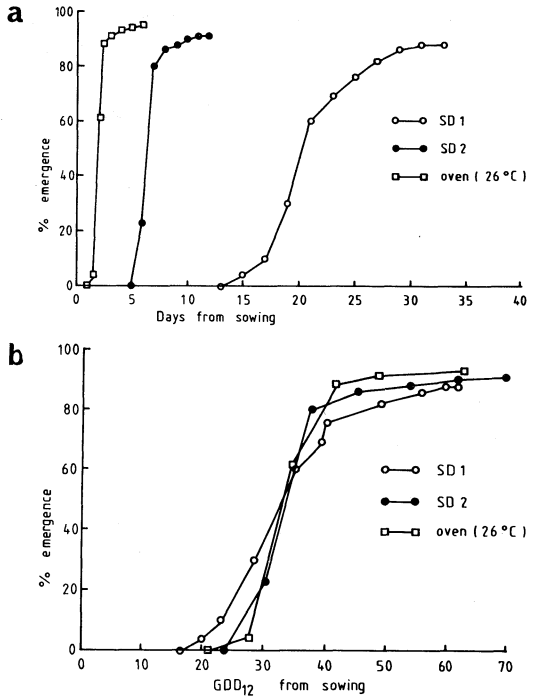 a
100
80
60
40
20
0
% emergence
SD 1
SD 2
oven ( 26 °C )
0 5 10 15 20 25 30 35 40
Days from sowing
b
100
80
60
40
20
0
% emergence
SD 1
SD 2
oven ( 26 °C )
0 10 20 30 40 50 60 70
GDD12 from sowing